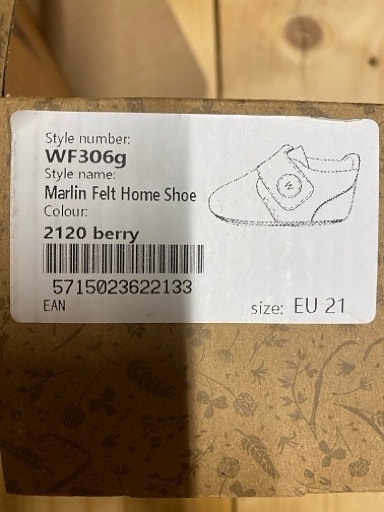 Style number:
WF306g
Style name:
Marlin Felt Home Shoe
Colour:
2120 berry
W
5715023622133
EAN
size: EU 21